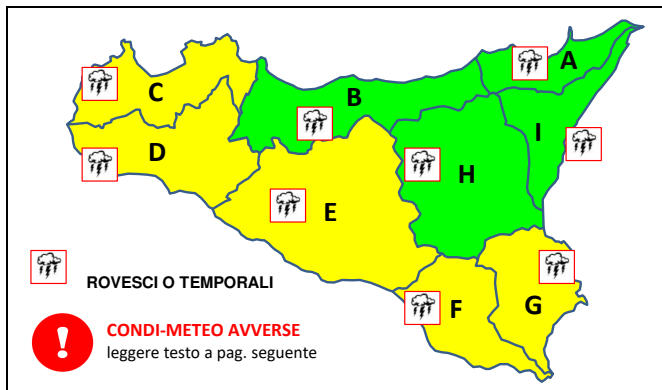 A
C
B
I
D
H
E
ROVESCI O TEMPORALI
F
G
CONDI-METEO AVVERSE
leggere testo a pag. seguente
!